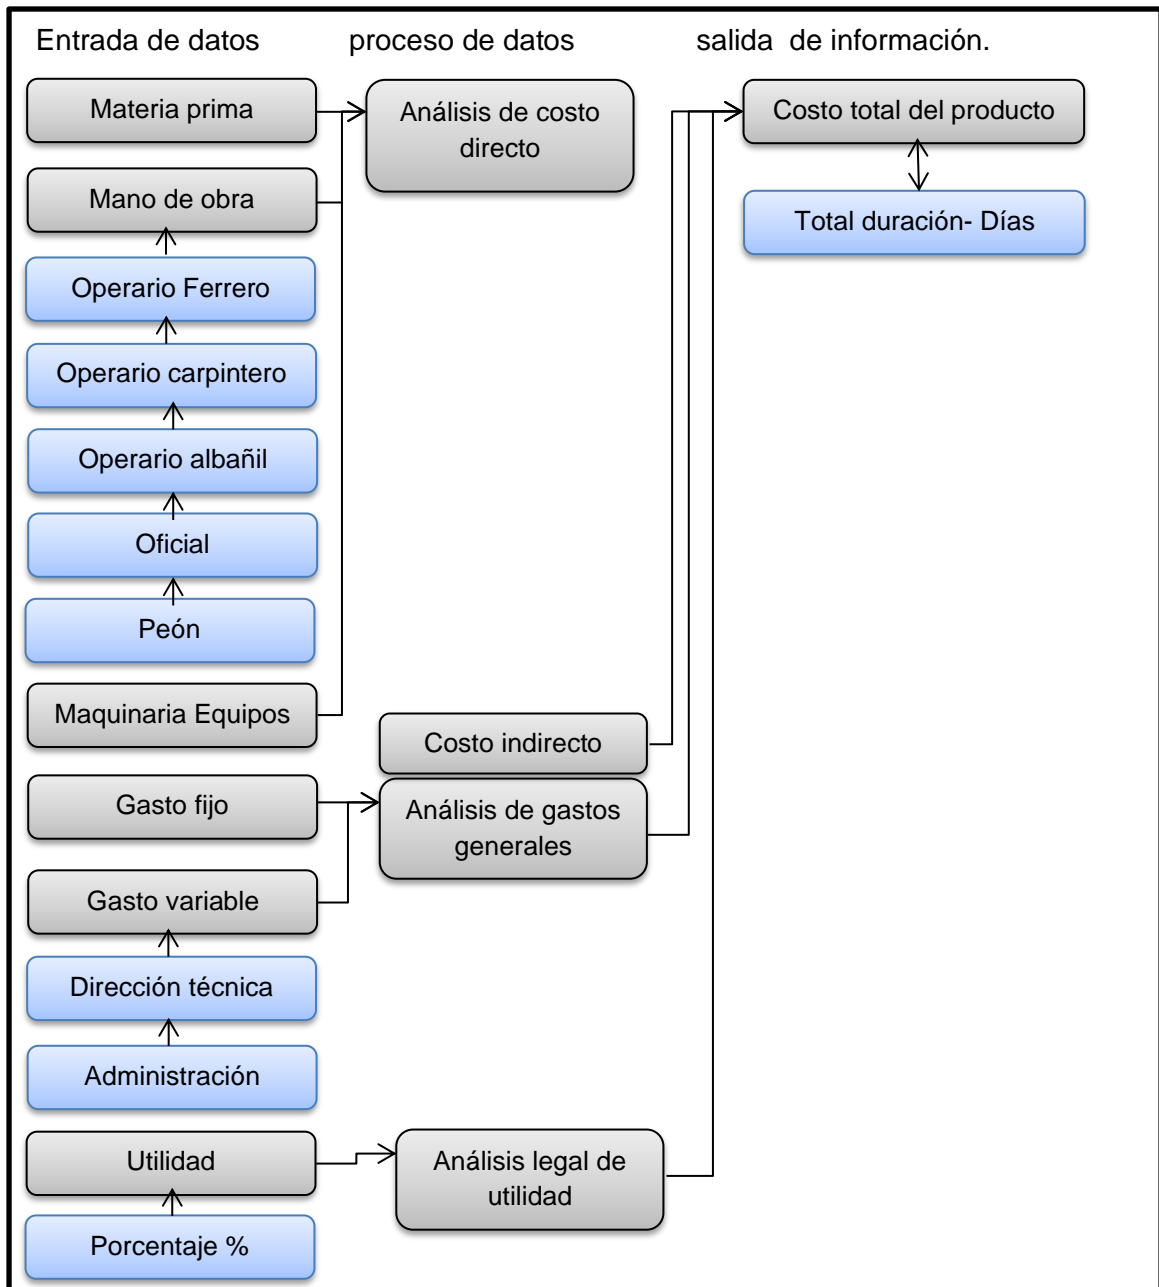 Entrada de datos proceso de datos salida de información.
Materia prima
Análisis de costo
directo
Costo total del producto
Mano de obra
Total duración- Días
Operario Ferrero
Operario carpintero
Operario albañil
Oficial
Peón
Maquinaria Equipos
Costo indirecto
Gasto fijo
Análisis de gastos
generales
Gasto variable
Dirección técnica
Administración
Utilidad
Análisis legal de
utilidad
Porcentaje %